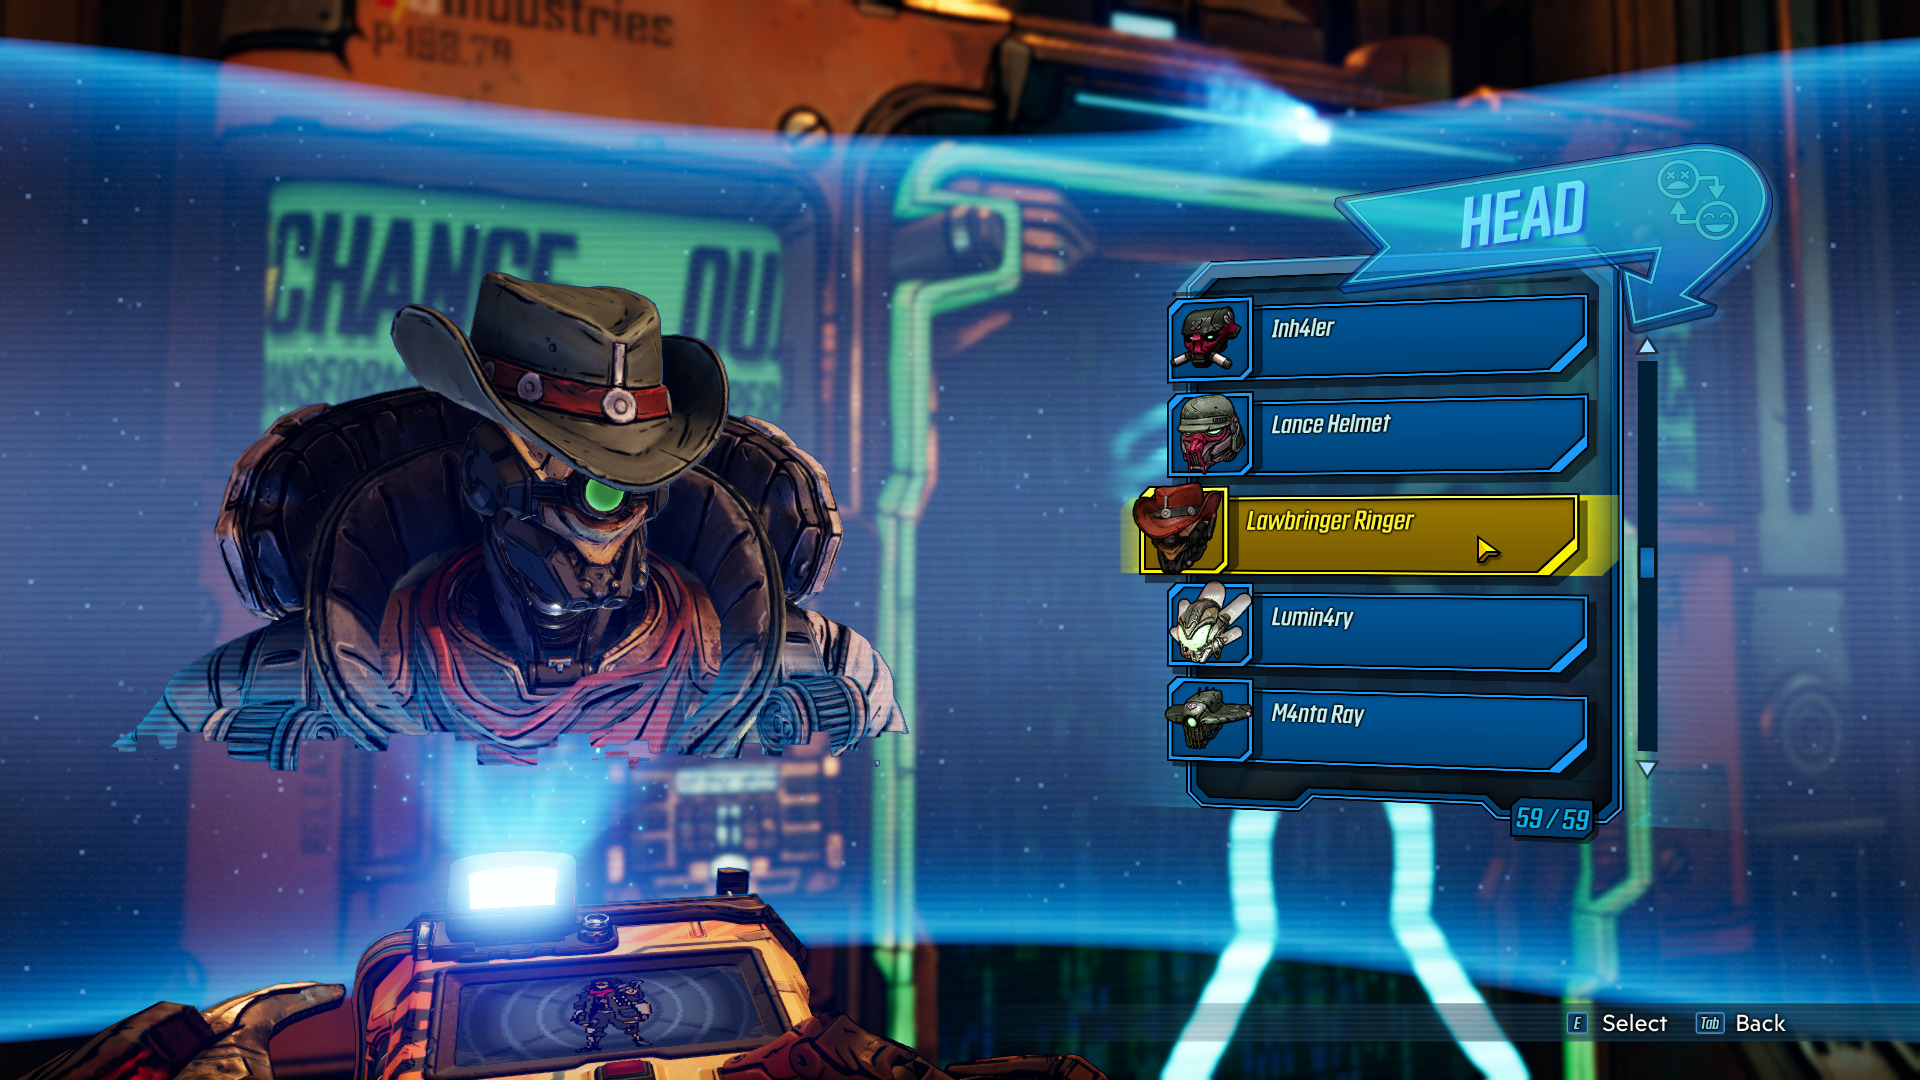 industries
P-198.79
CHANGE
HEAD
Inh4ler
Lance Helmet
Lawbringer Ringer
Lumin4ry
M4nta Ray
59 / 59
E Select Tab Back